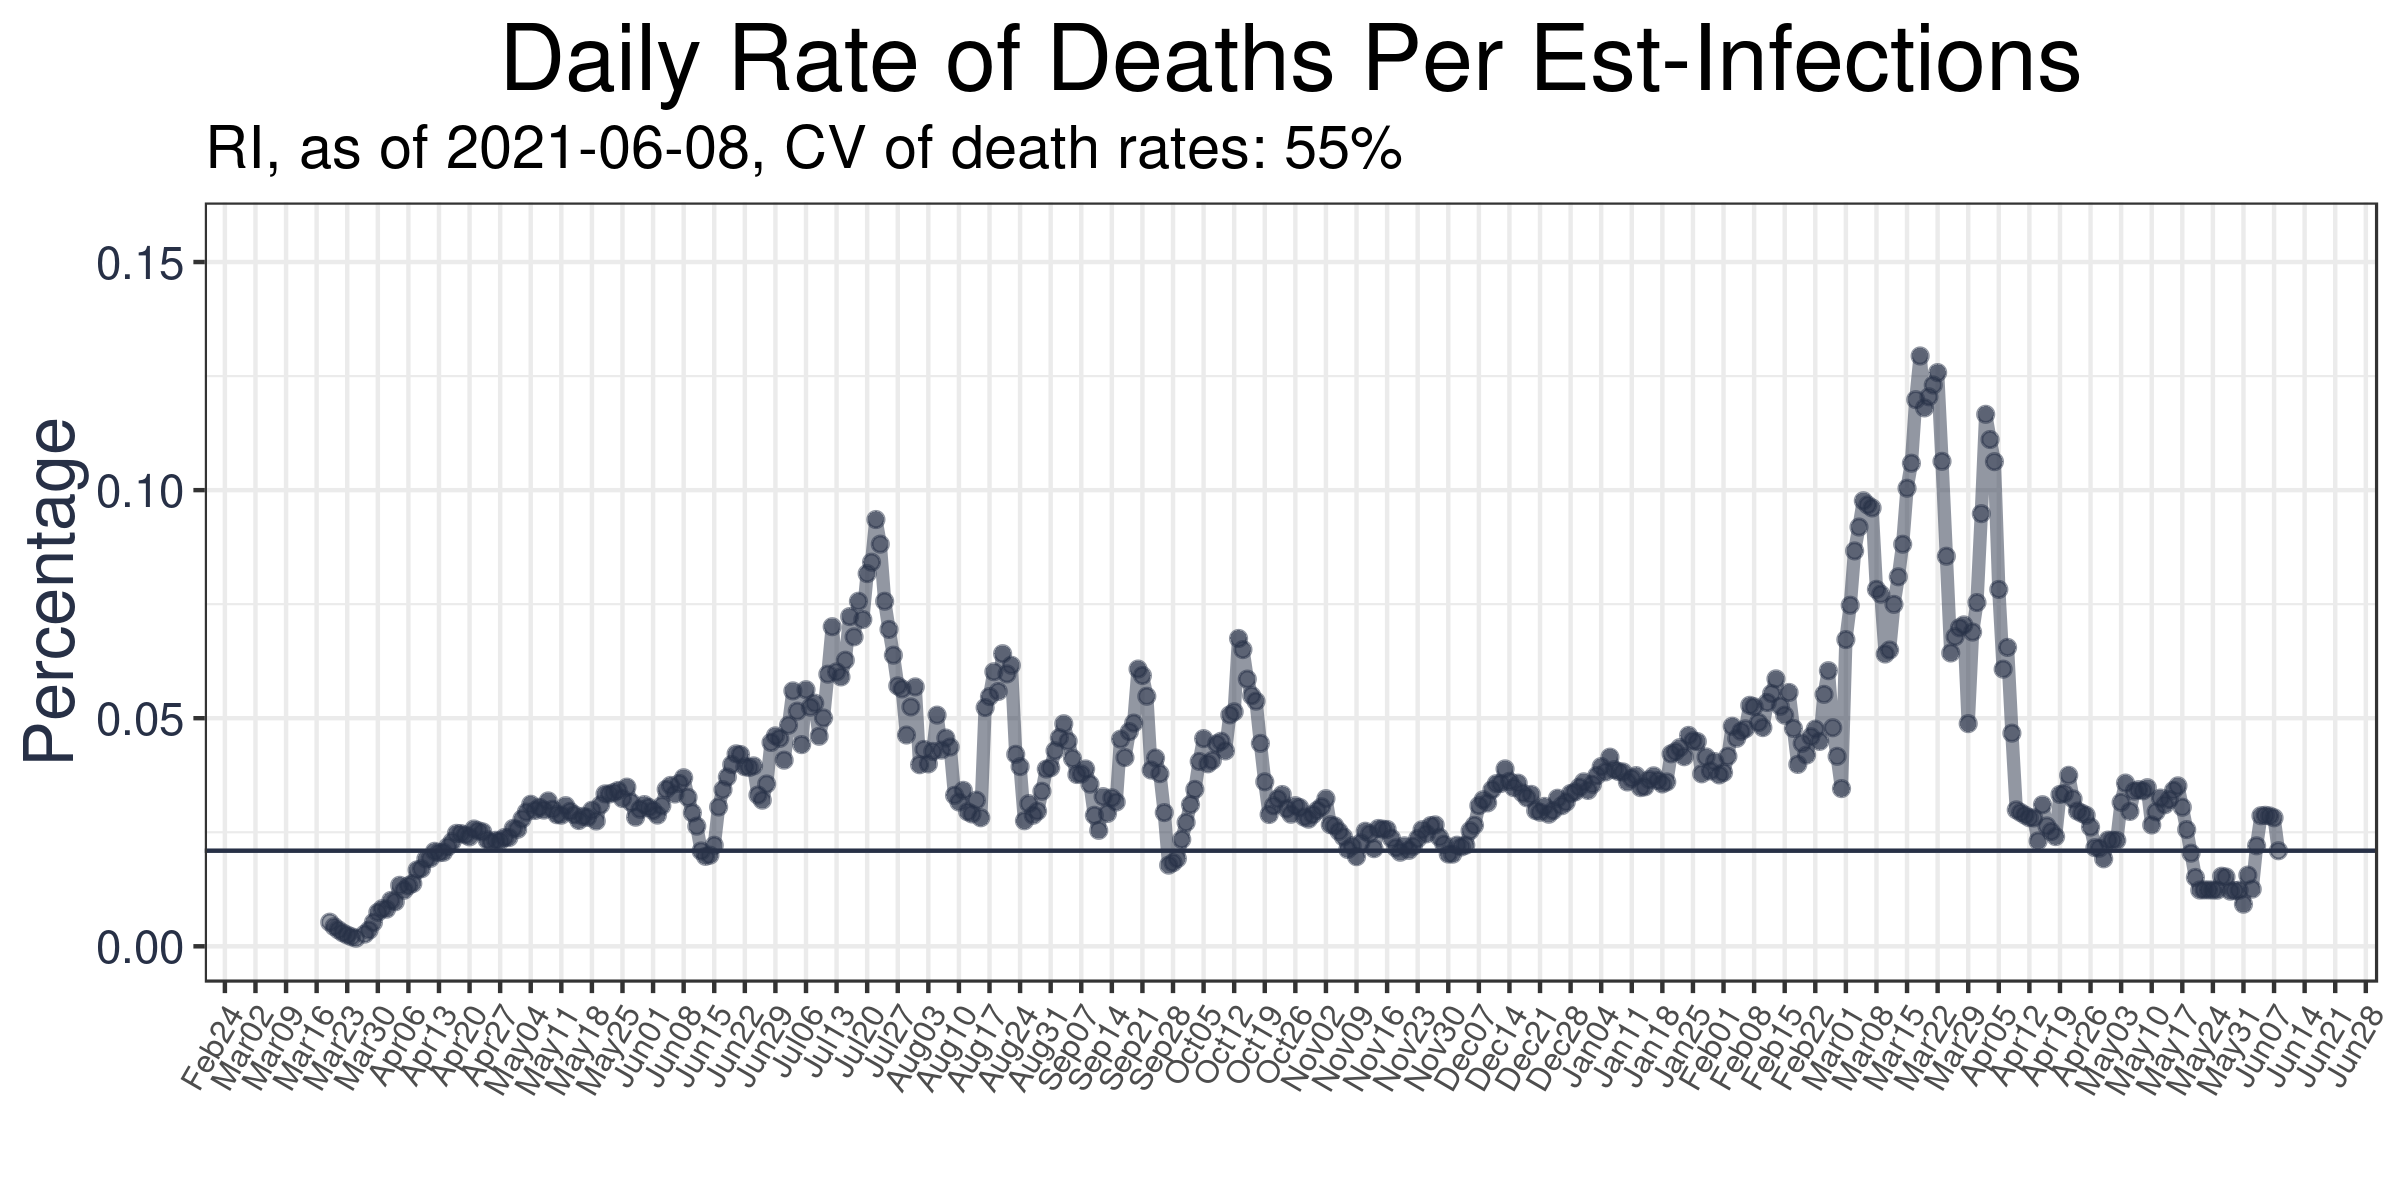 Daily Rate of Deaths Per Est-Infections
RI, as of 2021-06-08, CV of death rates: 55%
Percentage
0.15
0.10
0.05
0.00
Feb24
Mar02
Mar09
Mar16
Mar23
Mar30
Apr06
Apr13
Apr20
Apr27
May04
May11
May18
May25
Jun01
Jun08
Jun15
Jun22
Jun29
Jul06
Jul13
Jul20
Jul27
Aug03
Aug10
Aug17
Aug24
Aug31
Sep07
Sep14
Sep21
Sep28
Oct05
Oct12
Oct19
Oct26
Nov02
Nov09
Nov16
Nov23
Nov30
Dec07
Dec14
Dec21
Dec28
Jan04
Jan11
Jan18
Jan25
Feb01
Feb08
Feb15
Feb22
Mar01
Mar08
Mar15
Mar22
Mar29
Apr05
Apr12
Apr19
Apr26
May03
May10
May17
May24
May31
Jun07
Jun14
Jun21
Jun28